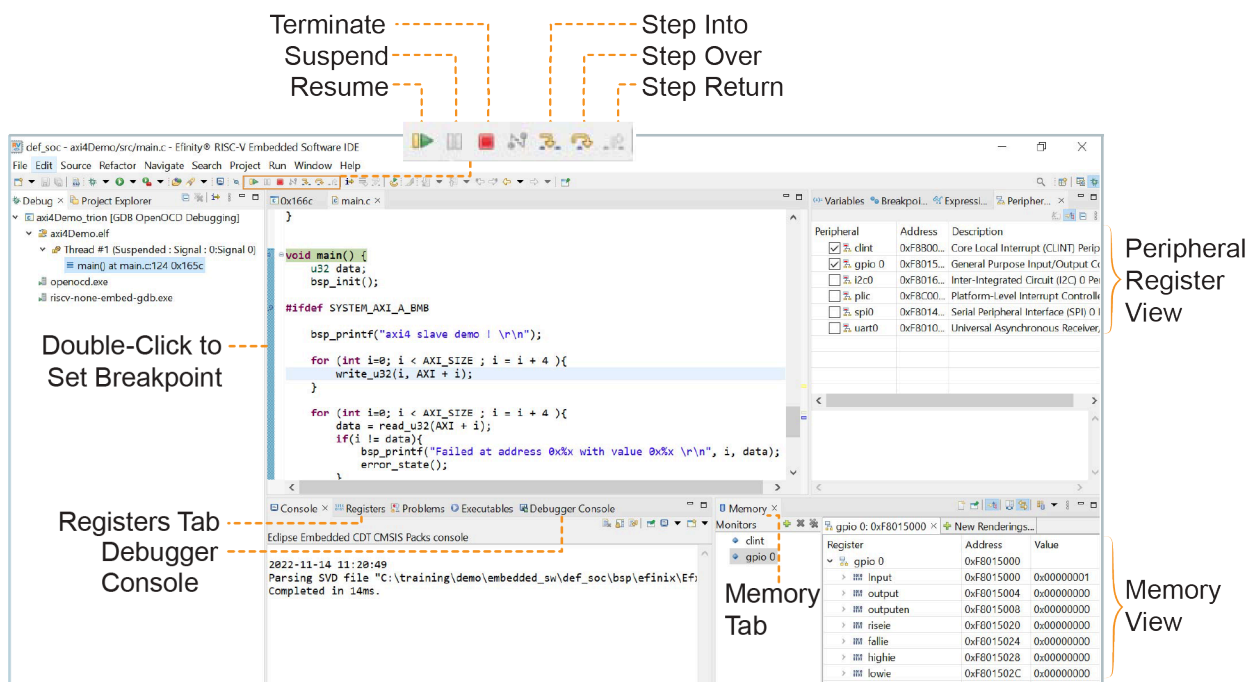 Terminate
Suspend
Resume
Step Into
Step Over
Step Return
def_soc - axi4Demo/src/main.c - Efinity® RISC-V Embedded Software IDE
File Edit Source Refactor Navigate Search Project Run Window Help
Debug Project Explorer
axi4Demo_trion [GDB OpenOCD Debugging]
axi4Demo.elf
Thread #1 (Suspended : Signal : 0:Signal 0)
main() at main.c:124 0x165c
openocd.exe
riscv-none-embed-gdb.exe
Double-Click to
Set Breakpoint
0x166c main.c
}
void main() {
u32 data;
bsp_init();
#ifdef SYSTEM_AXI_A_BMB
bsp_printf("axi4 slave demo ! \r\n");
for (int i=0; i < AXI_SIZE ; i = i + 4 ){
write_u32(i, AXI + i);
}
for (int i=0; i < AXI_SIZE ; i = i + 4 ){
data = read_u32(AXI + i);
if(i != data){
bsp_printf("Failed at address 0x%x with value 0x%x \r\n", i, data);
error_state();
}
Variables Breakpoi... Expressi... Peripher...
Peripheral Address Description
clint 0xF8B00... Core Local Interrupt (CLINT) Perip
gpio 0 0xF8015... General Purpose Input/Output Co
i2c0 0xF8016... Inter-Integrated Circuit (I2C) 0 Pe
plic 0xF8C00... Platform-Level Interrupt Controlle
spi0 0xF8014... Serial Peripheral Interface (SPI) 0 I
uart0 0xF8010... Universal Asynchronous Receiver,
Peripheral
Register
View
Registers Tab
Debugger
Console
Console Registers Problems Executables Debugger Console
Eclipse Embedded CDT CMSIS Packs console
2022-11-14 11:20:49
Parsing SVD file "C:\training\demo\embedded_sw\def_soc\bsp\efinix\Ef
Completed in 14ms.
Memory
Monitors
clint
gpio 0
Memory
Tab
gpio 0: 0xF8015000 New Renderings...
Register Address Value
gpio 0 0xF8015000
Input 0xF8015000 0x00000001
output 0xF8015004 0x00000000
outputen 0xF8015008 0x00000000
riseie 0xF8015020 0x00000000
fallie 0xF8015024 0x00000000
highie 0xF8015028 0x00000000
lowie 0xF801502C 0x00000000
Memory
View